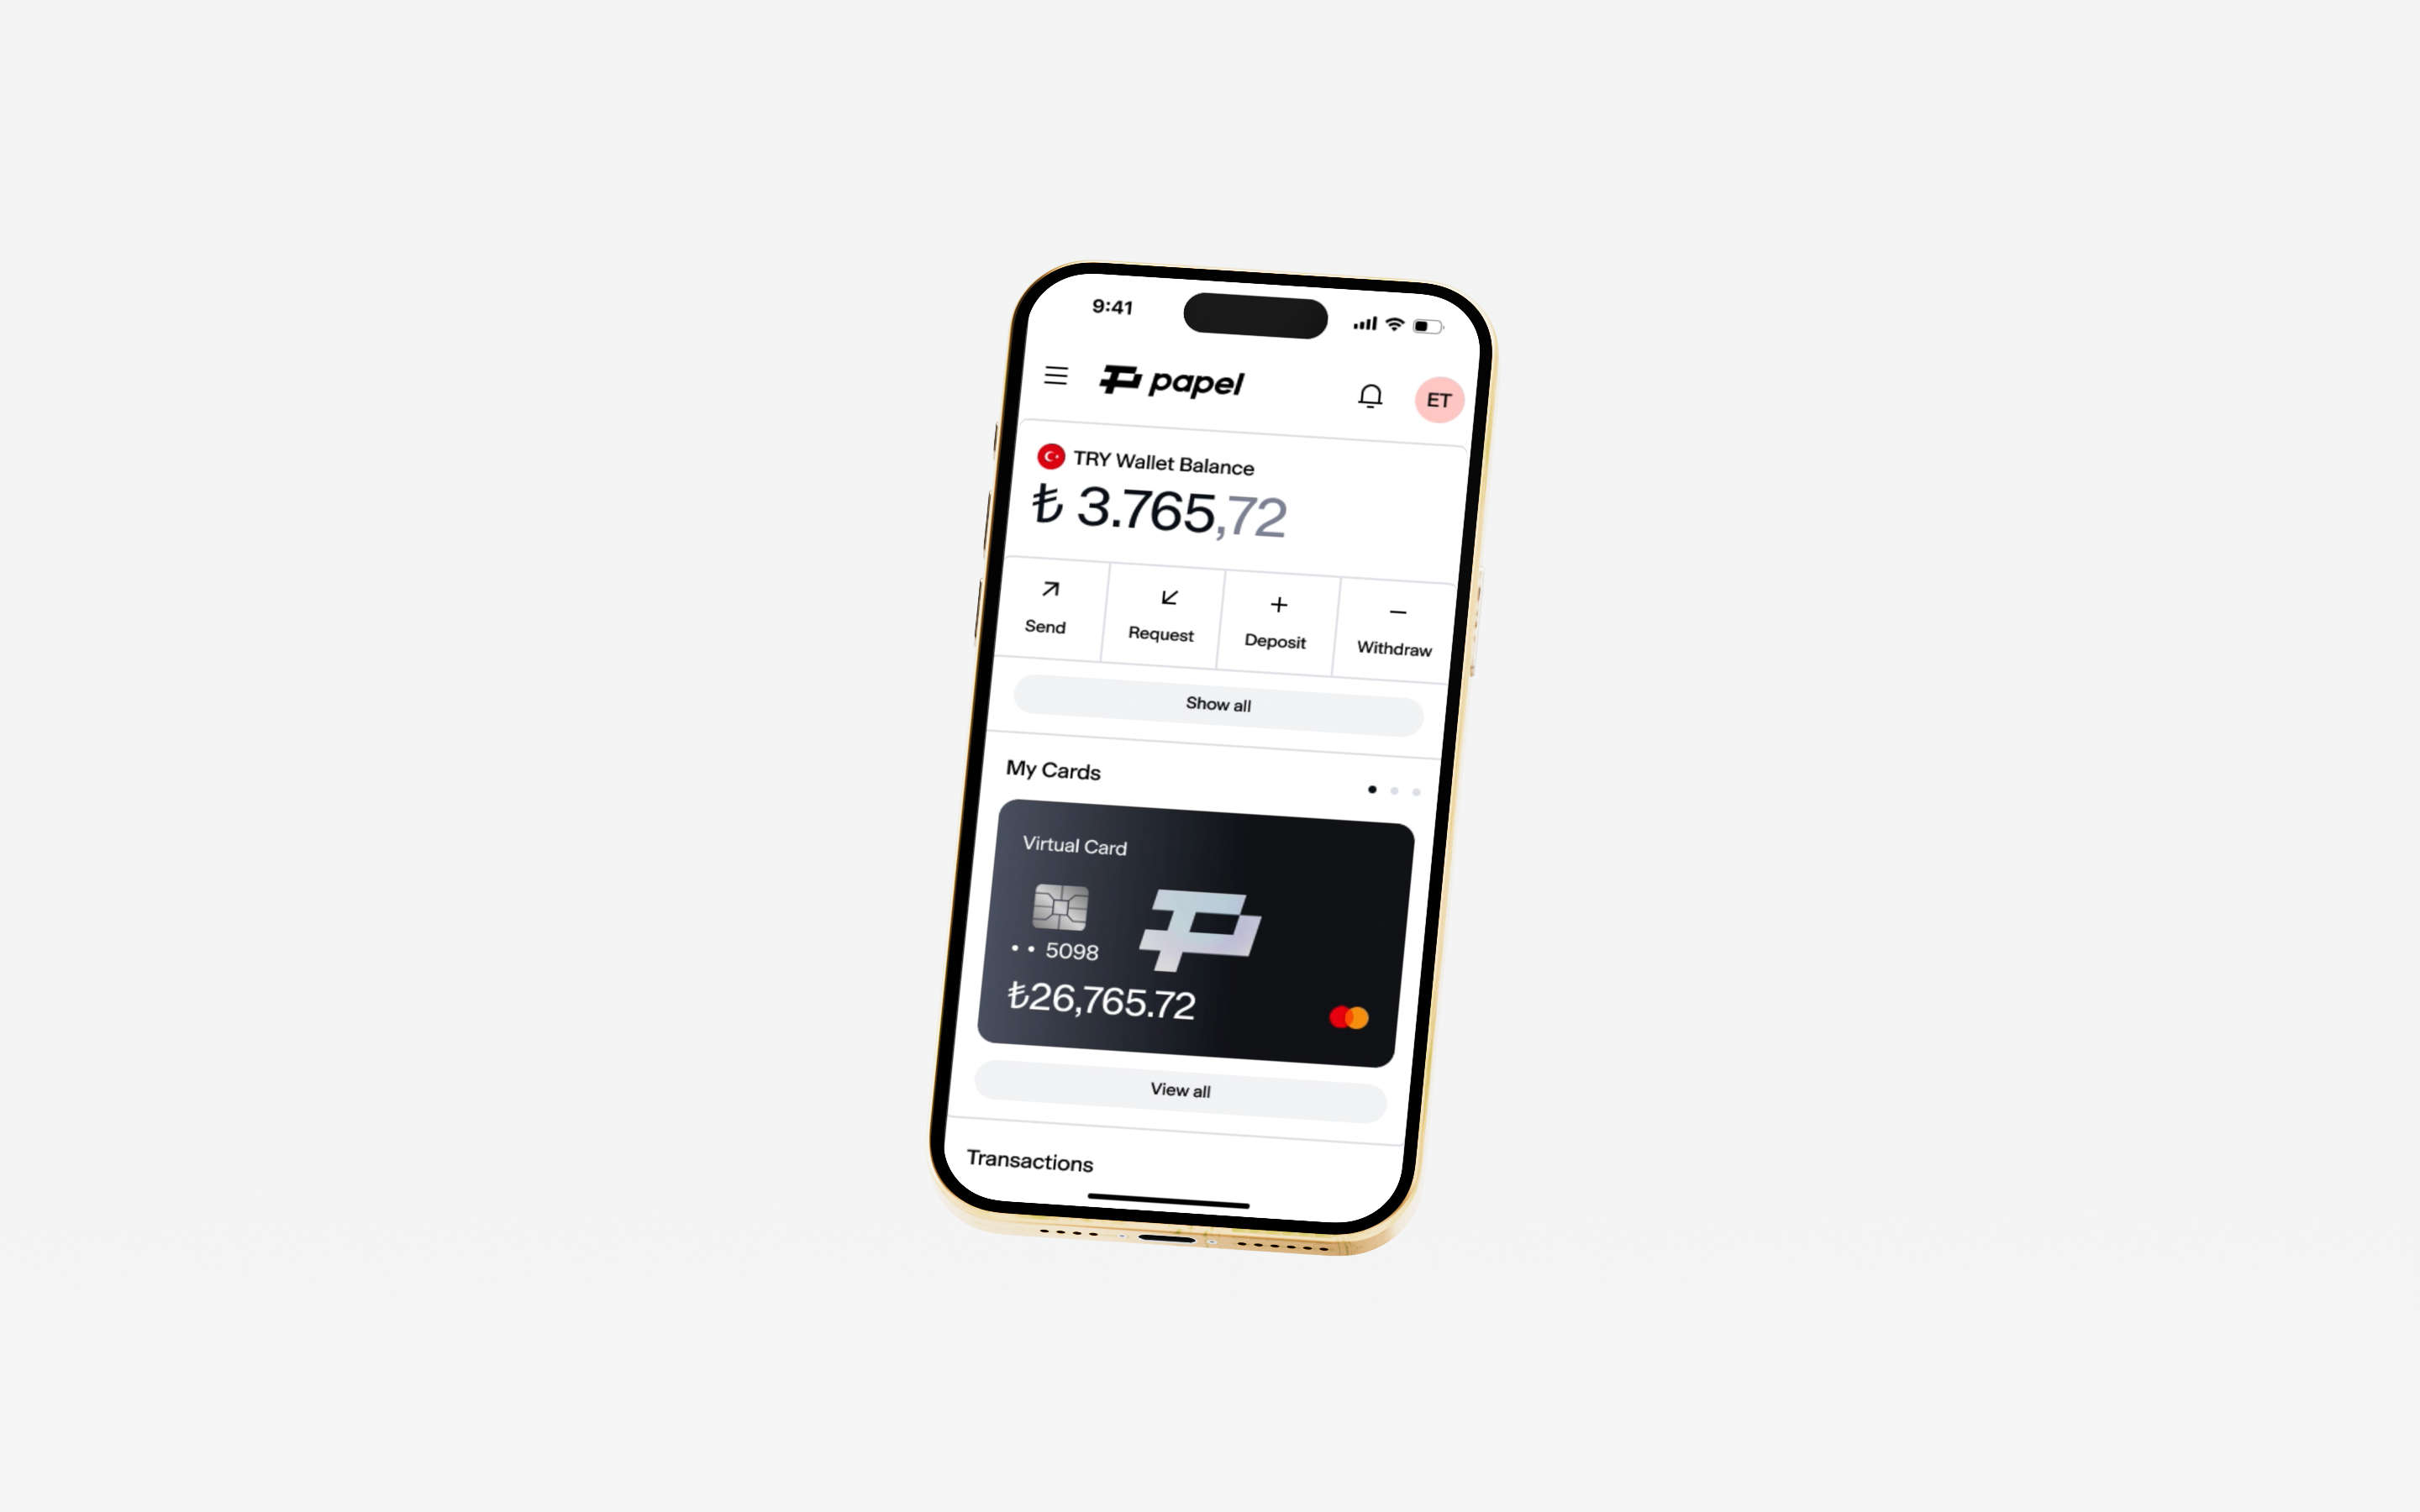 9:41
papel
ET
TRY Wallet Balance
₺ 3.765,72
Send Request Deposit Withdraw
Show all
My Cards
Virtual Card
•• 5098
₺26,765.72
View all
Transactions